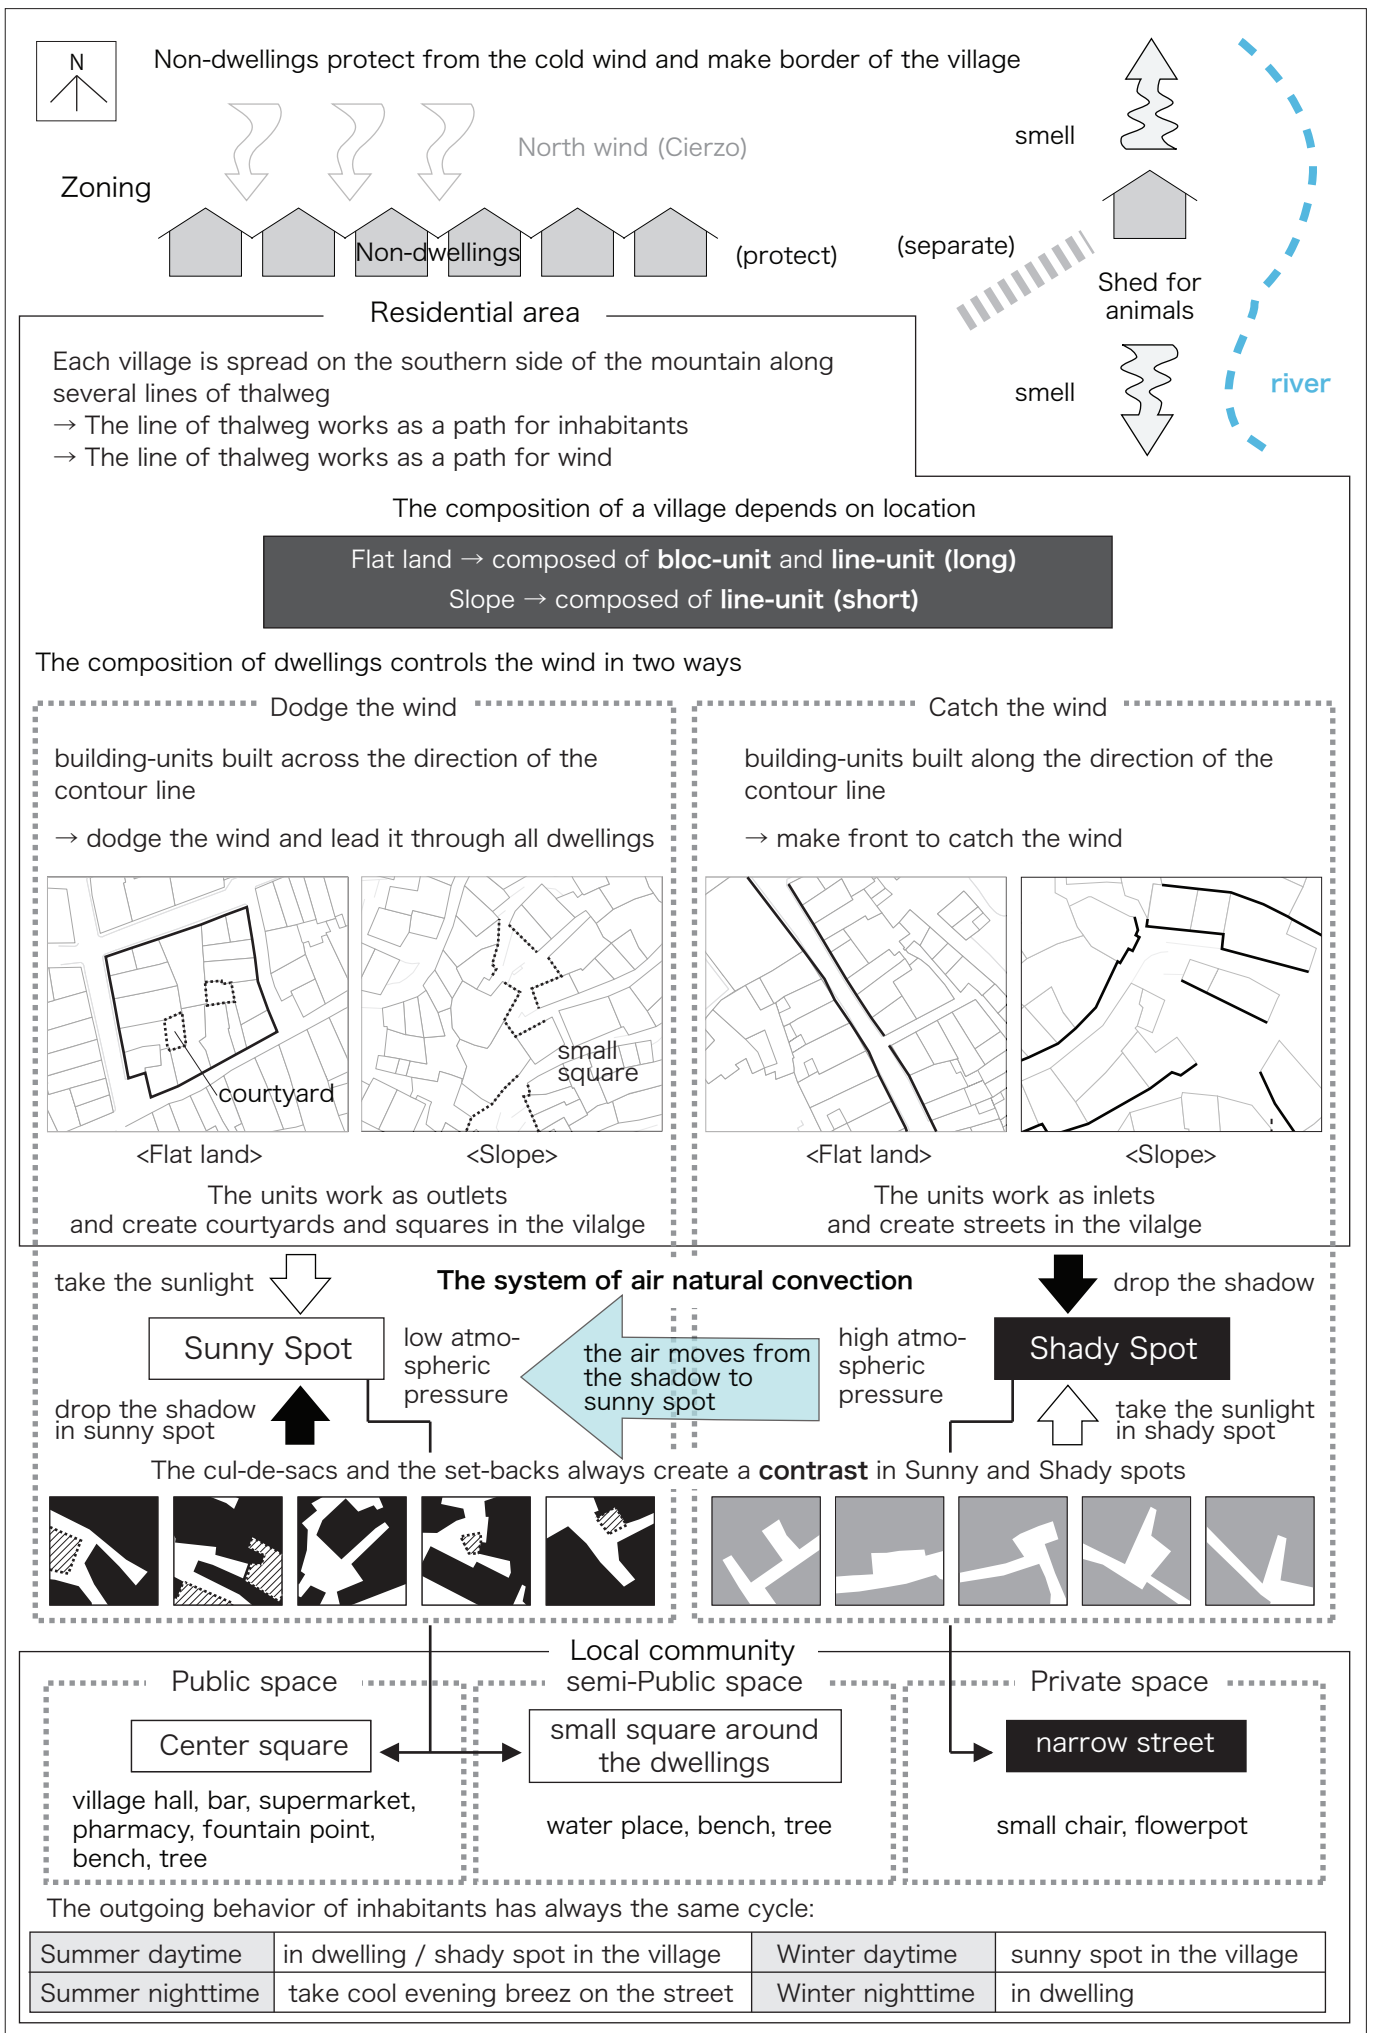 N
Non-dwellings protect from the cold wind and make border of the village
North wind (Cierzo)
Zoning
Non-dwellings
(protect)
(separate)
smell
Shed for
animals
smell
river
Residential area
Each village is spread on the southern side of the mountain along
several lines of thalweg
→ The line of thalweg works as a path for inhabitants
→ The line of thalweg works as a path for wind
The composition of a village depends on location
Flat land → composed of bloc-unit and line-unit (long)
Slope → composed of line-unit (short)
The composition of dwellings controls the wind in two ways
Dodge the wind
building-units built across the direction of the
contour line
→ dodge the wind and lead it through all dwellings
courtyard
small
square
<Flat land>
<Slope>
The units work as outlets
and create courtyards and squares in the vilalge
Catch the wind
building-units built along the direction of the
contour line
→ make front to catch the wind
<Flat land>
<Slope>
The units work as inlets
and create streets in the vilalge
take the sunlight
The system of air natural convection
drop the shadow
Sunny Spot
low atmo-
spheric
pressure
the air moves from
the shadow to
sunny spot
high atmo-
spheric
pressure
Shady Spot
drop the shadow
in sunny spot
take the sunlight
in shady spot
The cul-de-sacs and the set-backs always create a contrast in Sunny and Shady spots
Local community
Public space
Center square
village hall, bar, supermarket,
pharmacy, fountain point,
bench, tree
semi-Public space
small square around
the dwellings
water place, bench, tree
Private space
narrow street
small chair, flowerpot
The outgoing behavior of inhabitants has always the same cycle:
Summer daytime in dwelling / shady spot in the village Winter daytime sunny spot in the village
Summer nighttime take cool evening breez on the street Winter nighttime in dwelling